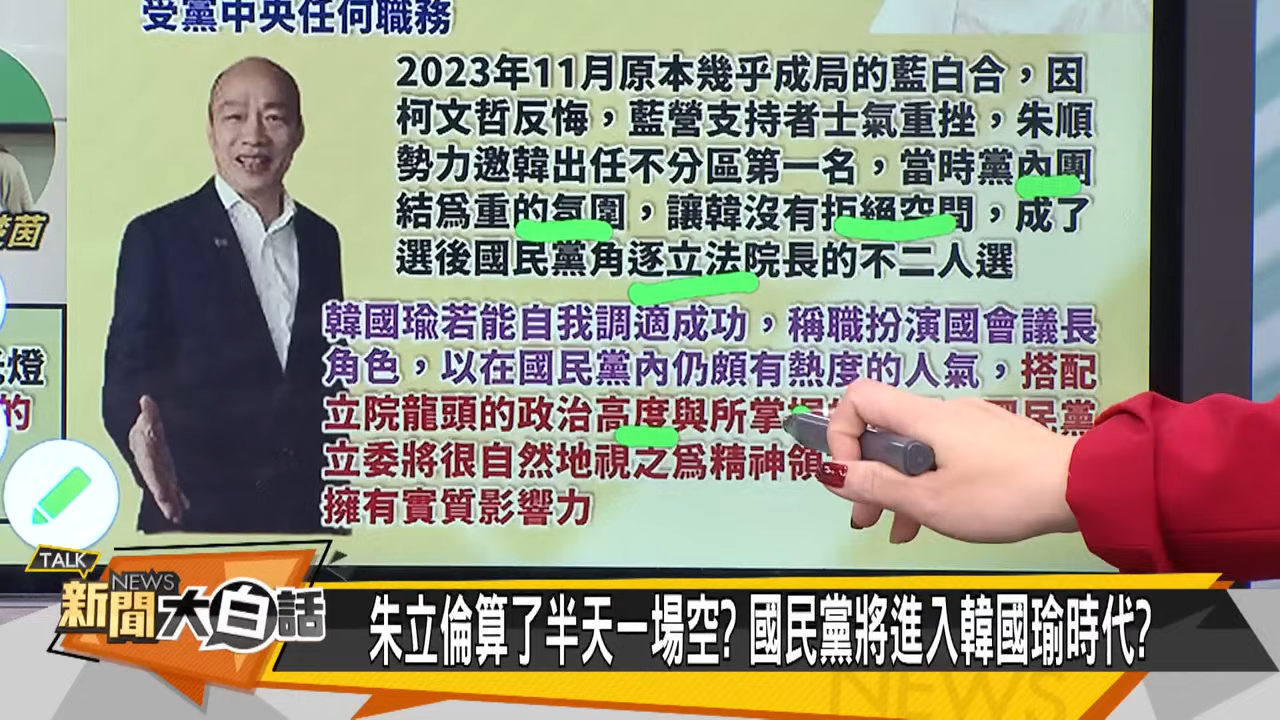 受黨中央任何職務
2023年11月原本幾乎成局的藍白合，因
柯文哲反悔，藍營支持者士氣重挫，朱順
勢力邀韓出任不分區第一名，當時黨內團
結為重的氛圍，讓韓沒有拒絕空間，成了
選後國民黨角逐立法院長的不二人選
韓國瑜若能自我調適成功，稱職扮演國會議長
角色，以在國民黨內仍頗有熱度的人氣，搭配
立院龍頭的政治高度與所掌握 國民黨
立委將很自然地視之為精神領
擁有實質影響力
茵
燈
的
TALK
NEWS
新聞大白話
朱立倫算了半天一場空？國民黨將進入韓國瑜時代？
NEWS